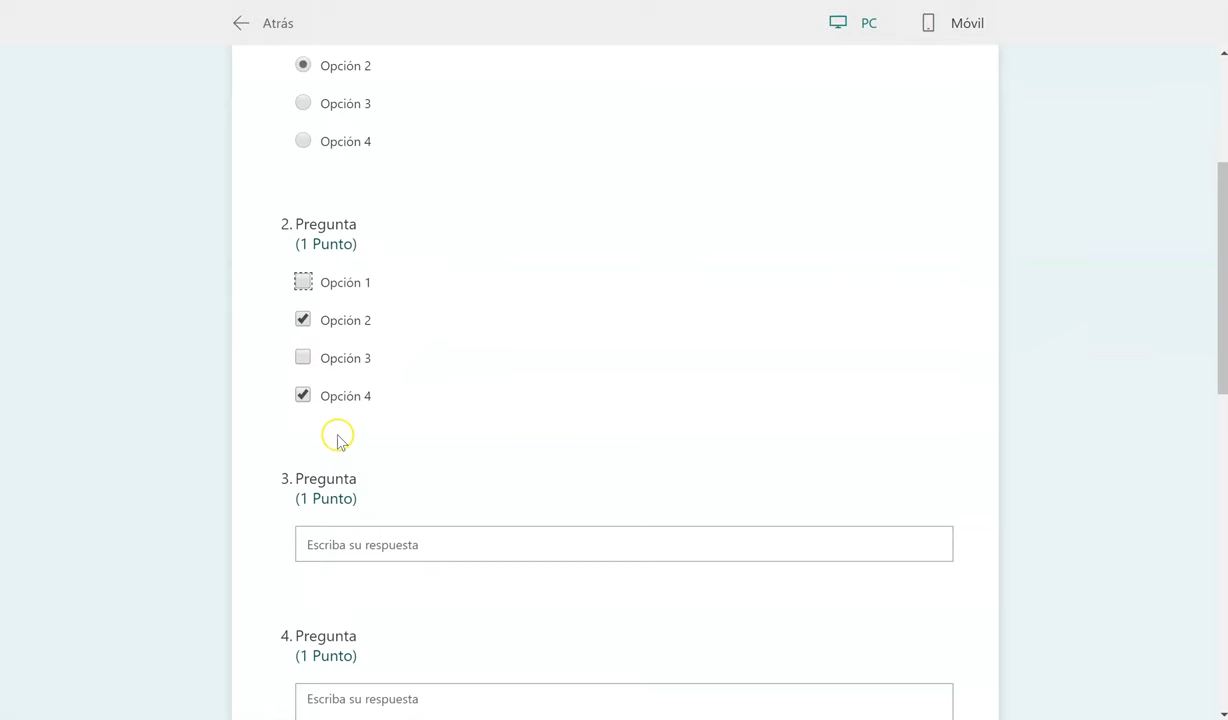 Atrás PC Móvil
Opción 2
Opción 3
Opción 4
2. Pregunta
(1 Punto)
Opción 1
Opción 2
Opción 3
Opción 4
3. Pregunta
(1 Punto)
Escriba su respuesta
4. Pregunta
(1 Punto)
Escriba su respuesta